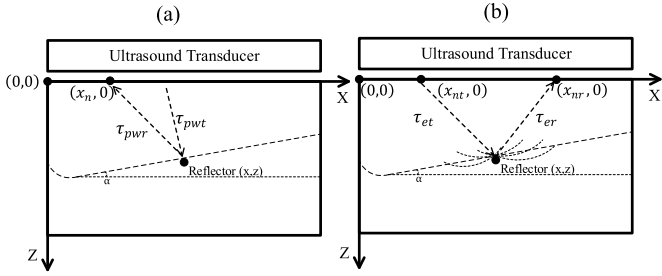 (a)
Ultrasound Transducer
(0,0)
(xₙ, 0)
X
τₚwᵣ
τₚwₜ
Reflector (x,z)
α
Z
(b)
Ultrasound Transducer
(0,0)
(xₙₜ, 0)
(xₙᵣ, 0)
X
τₑₜ
τₑᵣ
Reflector (x,z)
α
Z